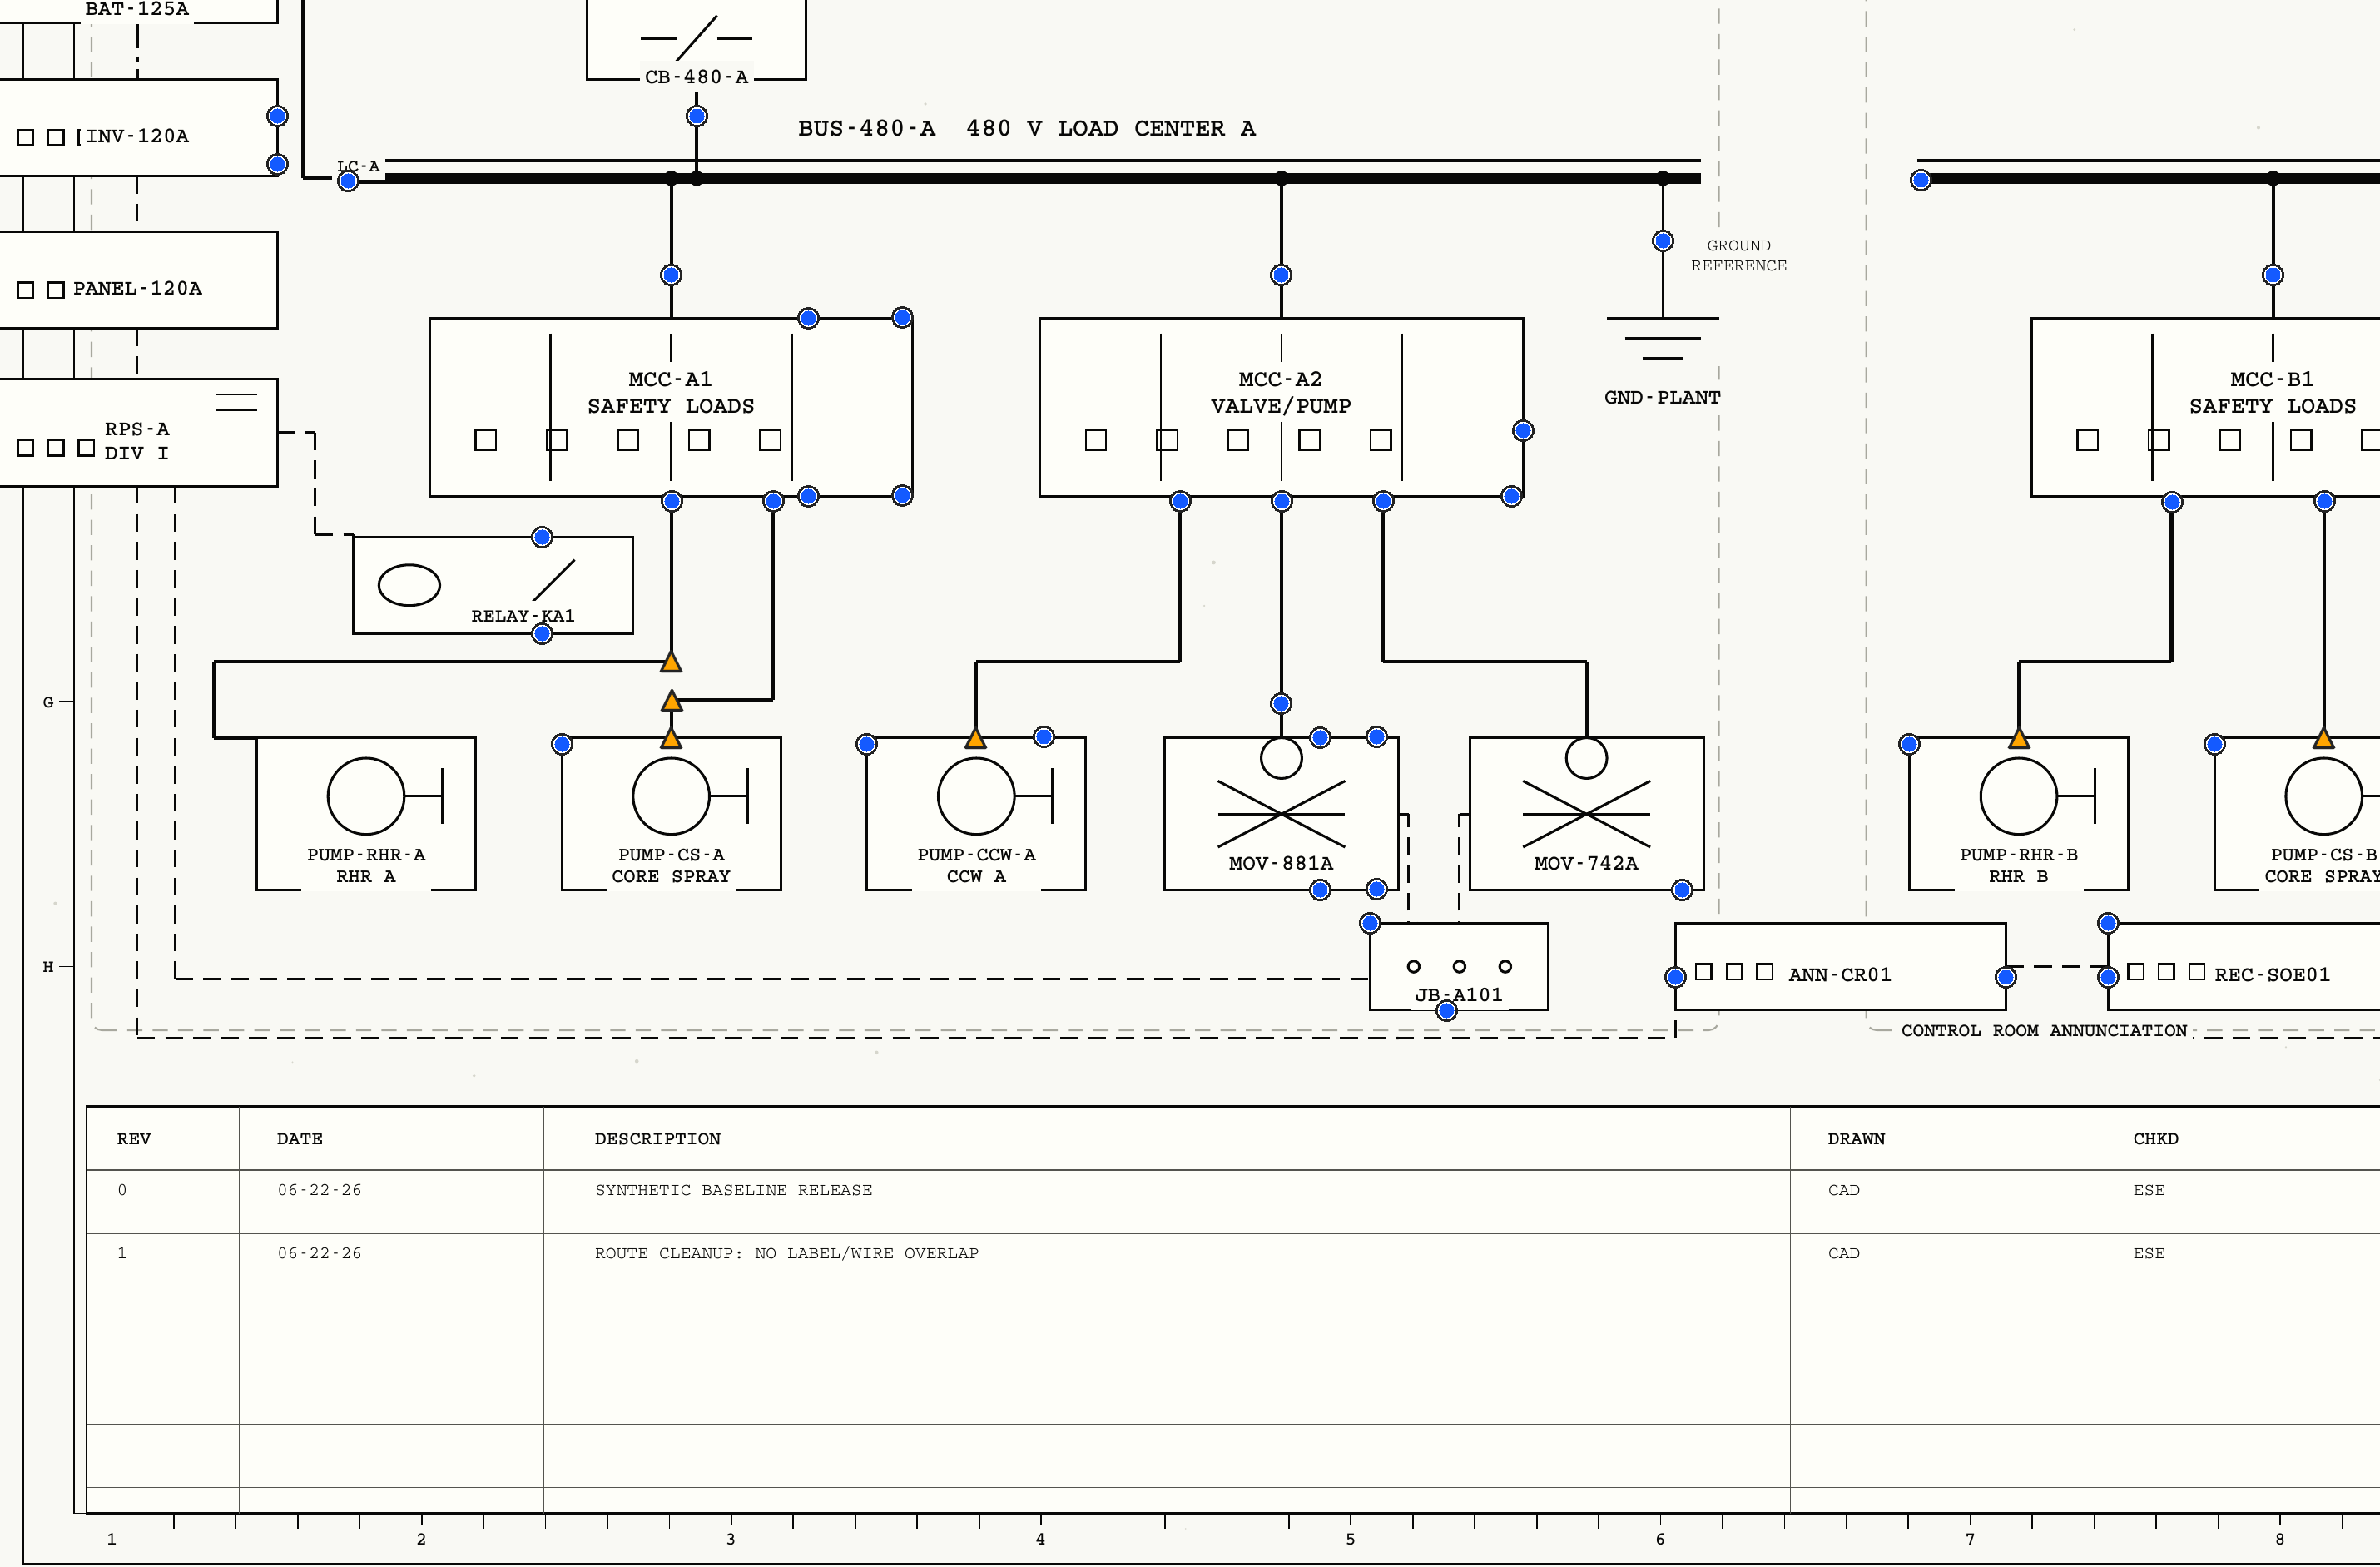 BAT-125A
CB-480-A
INV-120A
BUS-480-A 480 V LOAD CENTER A
LC-A
GROUND
REFERENCE
PANEL-120A
MCC-A1
SAFETY LOADS
MCC-A2
VALVE/PUMP
GND-PLANT
MCC-B1
SAFETY LOADS
RPS-A
DIV I
RELAY-KA1
G
PUMP-RHR-A
RHR A
PUMP-CS-A
CORE SPRAY
PUMP-CCW-A
CCW A
MOV-881A
MOV-742A
PUMP-RHR-B
RHR B
PUMP-CS-B
CORE SPRAY
H
JB-A101
ANN-CR01
REC-SOE01
CONTROL ROOM ANNUNCIATION
REV DATE DESCRIPTION DRAWN CHKD
0 06-22-26 SYNTHETIC BASELINE RELEASE CAD ESE
1 06-22-26 ROUTE CLEANUP: NO LABEL/WIRE OVERLAP CAD ESE
1 2 3 4 5 6 7 8